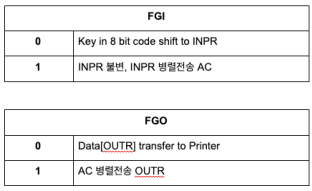 FGI
0 Key in 8 bit code shift to INPR
1 INPR 불변, INPR 병렬전송 AC
FGO
0 Data[OUTR] transfer to Printer
1 AC 병렬전송 OUTR